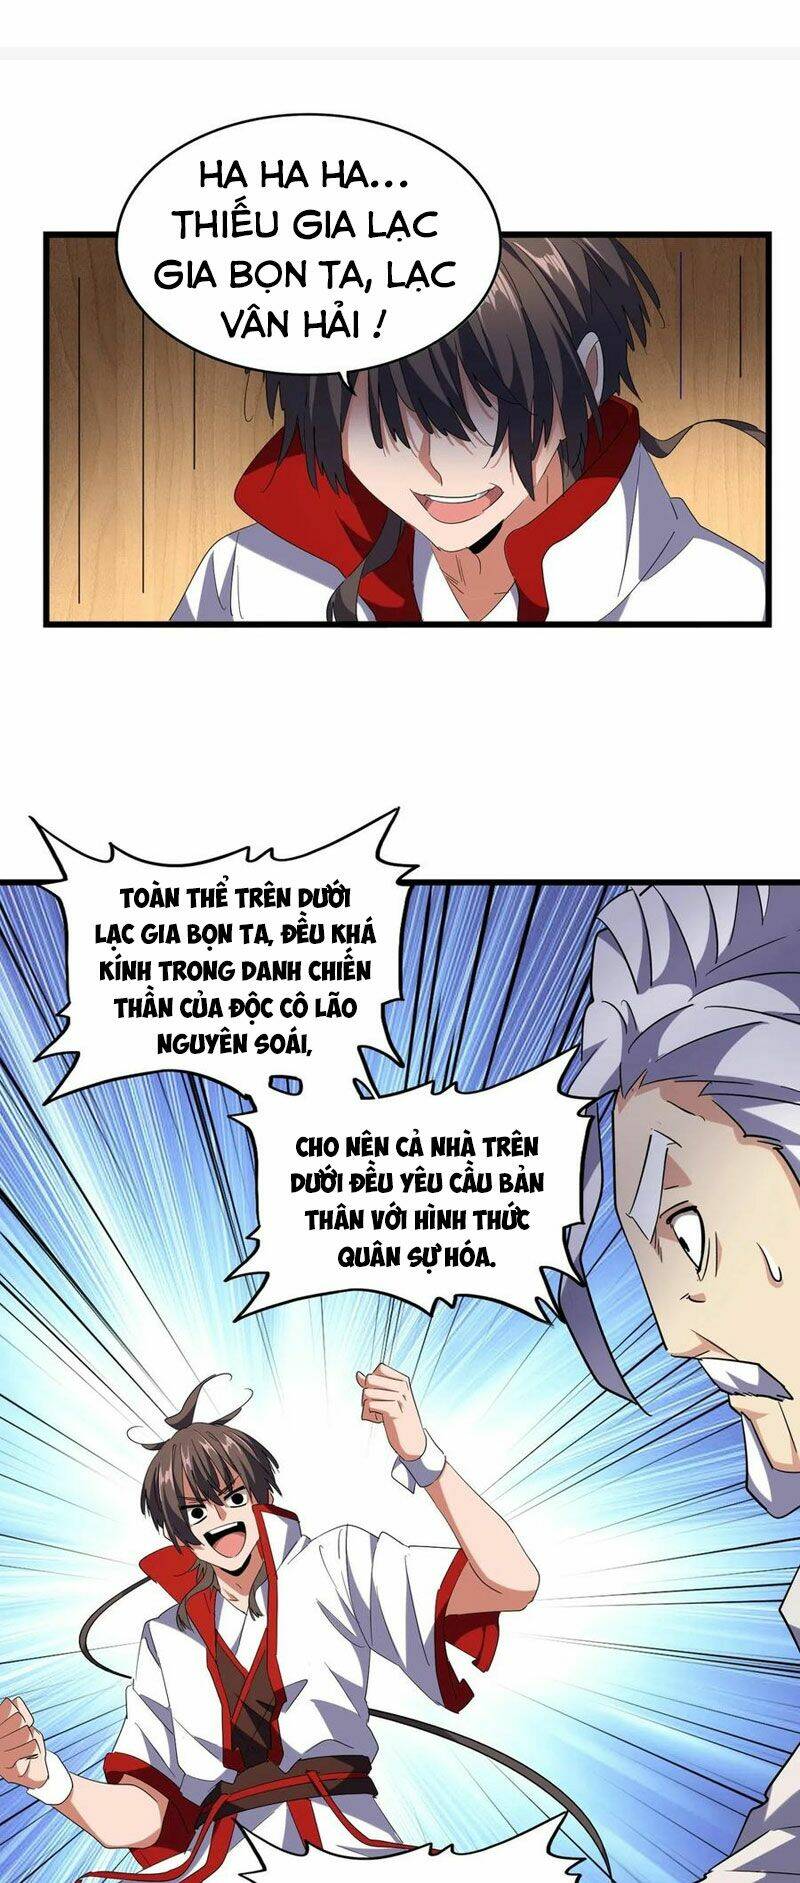 HA HA HA...
THIẾU GIA LẠC
GIA BỌN TA, LẠC
VÂN HẢI !
TOÀN THỂ TRÊN DƯỚI
LẠC GIA BỌN TA, ĐỀU KHÁ
KÍNH TRONG DANH CHIẾN
THẦN CỦA ĐỘC CÔ LÃO
NGUYÊN SOÁI,
CHO NÊN CẢ NHÀ TRÊN
DƯỚI ĐỀU YÊU CẦU BẢN
THÂN VỚI HÌNH THỨC
QUÂN SỰ HÓA.